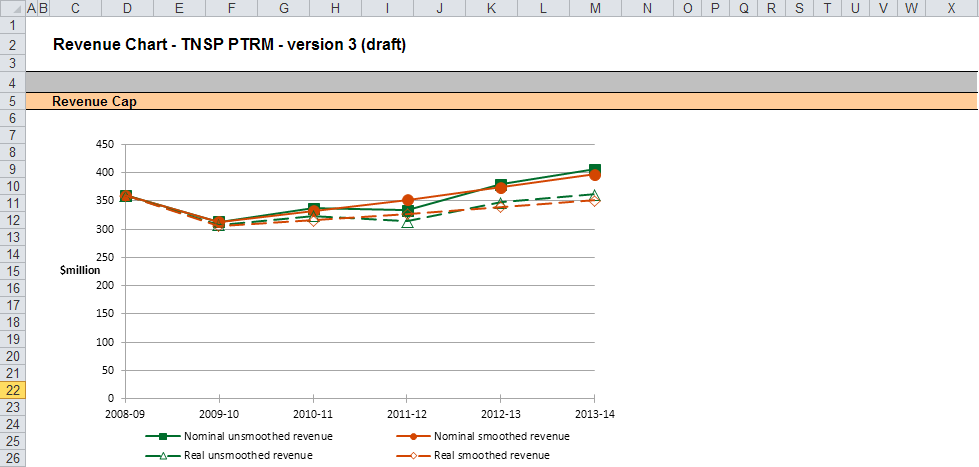 A B C D E F G H I J K L M N O P Q R S T U V W X
1
2 Revenue Chart - TNSP PTRM - version 3 (draft)
3
4
5 Revenue Cap
6
7
8 450
9 400
10
11 350
12 300
13
14 250
15 $million
16 200
17 150
18
19 100
20
21 50
22 0
23 2008-09 2009-10 2010-11 2011-12 2012-13 2013-14
24
25 Nominal unsmoothed revenue Nominal smoothed revenue
26 Real unsmoothed revenue Real smoothed revenue